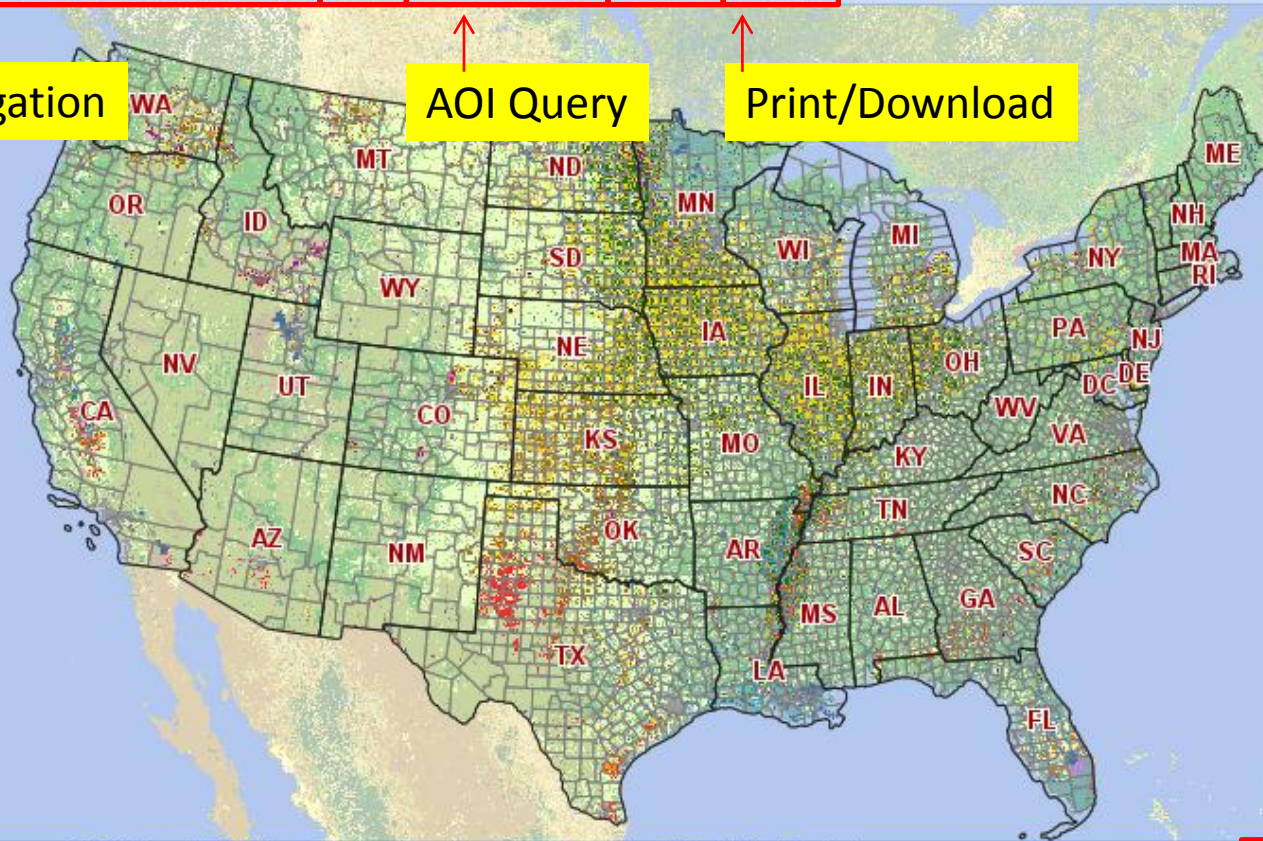 gation
AOI Query
Print/Download
WA
MT
ND
MN
ME
OR
ID
SD
WI
MI
NH
NY
MA
RI
WY
IA
PA
NJ
NE
NV
UT
CO
IL
IN
OH
DC
DE
CA
KS
MO
WV
VA
KY
NC
AZ
NM
OK
AR
TN
SC
MS
AL
GA
TX
LA
FL